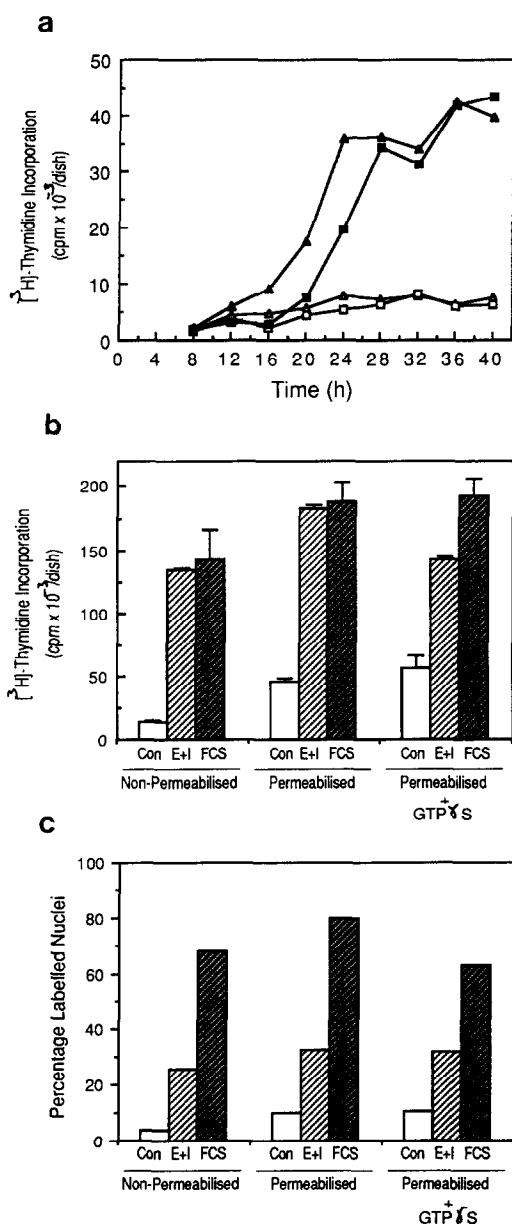 a
[³H]-Thymidine Incorporation
(cpm x 10⁻³/dish)
50
40
30
20
10
0
0 4 8 12 16 20 24 28 32 36 40
Time (h)
b
[³H]-Thymidine Incorporation
(cpm x 10⁻³/dish)
200
150
100
50
0
Con E+I FCS Con E+I FCS Con E+I FCS
Non-Permeabilised Permeabilised Permeabilised
+
GTPɣS
c
Percentage Labelled Nuclei
100
80
60
40
20
0
Con E+I FCS Con E+I FCS Con E+I FCS
Non-Permeabilised Permeabilised Permeabilised
+
GTPɣS